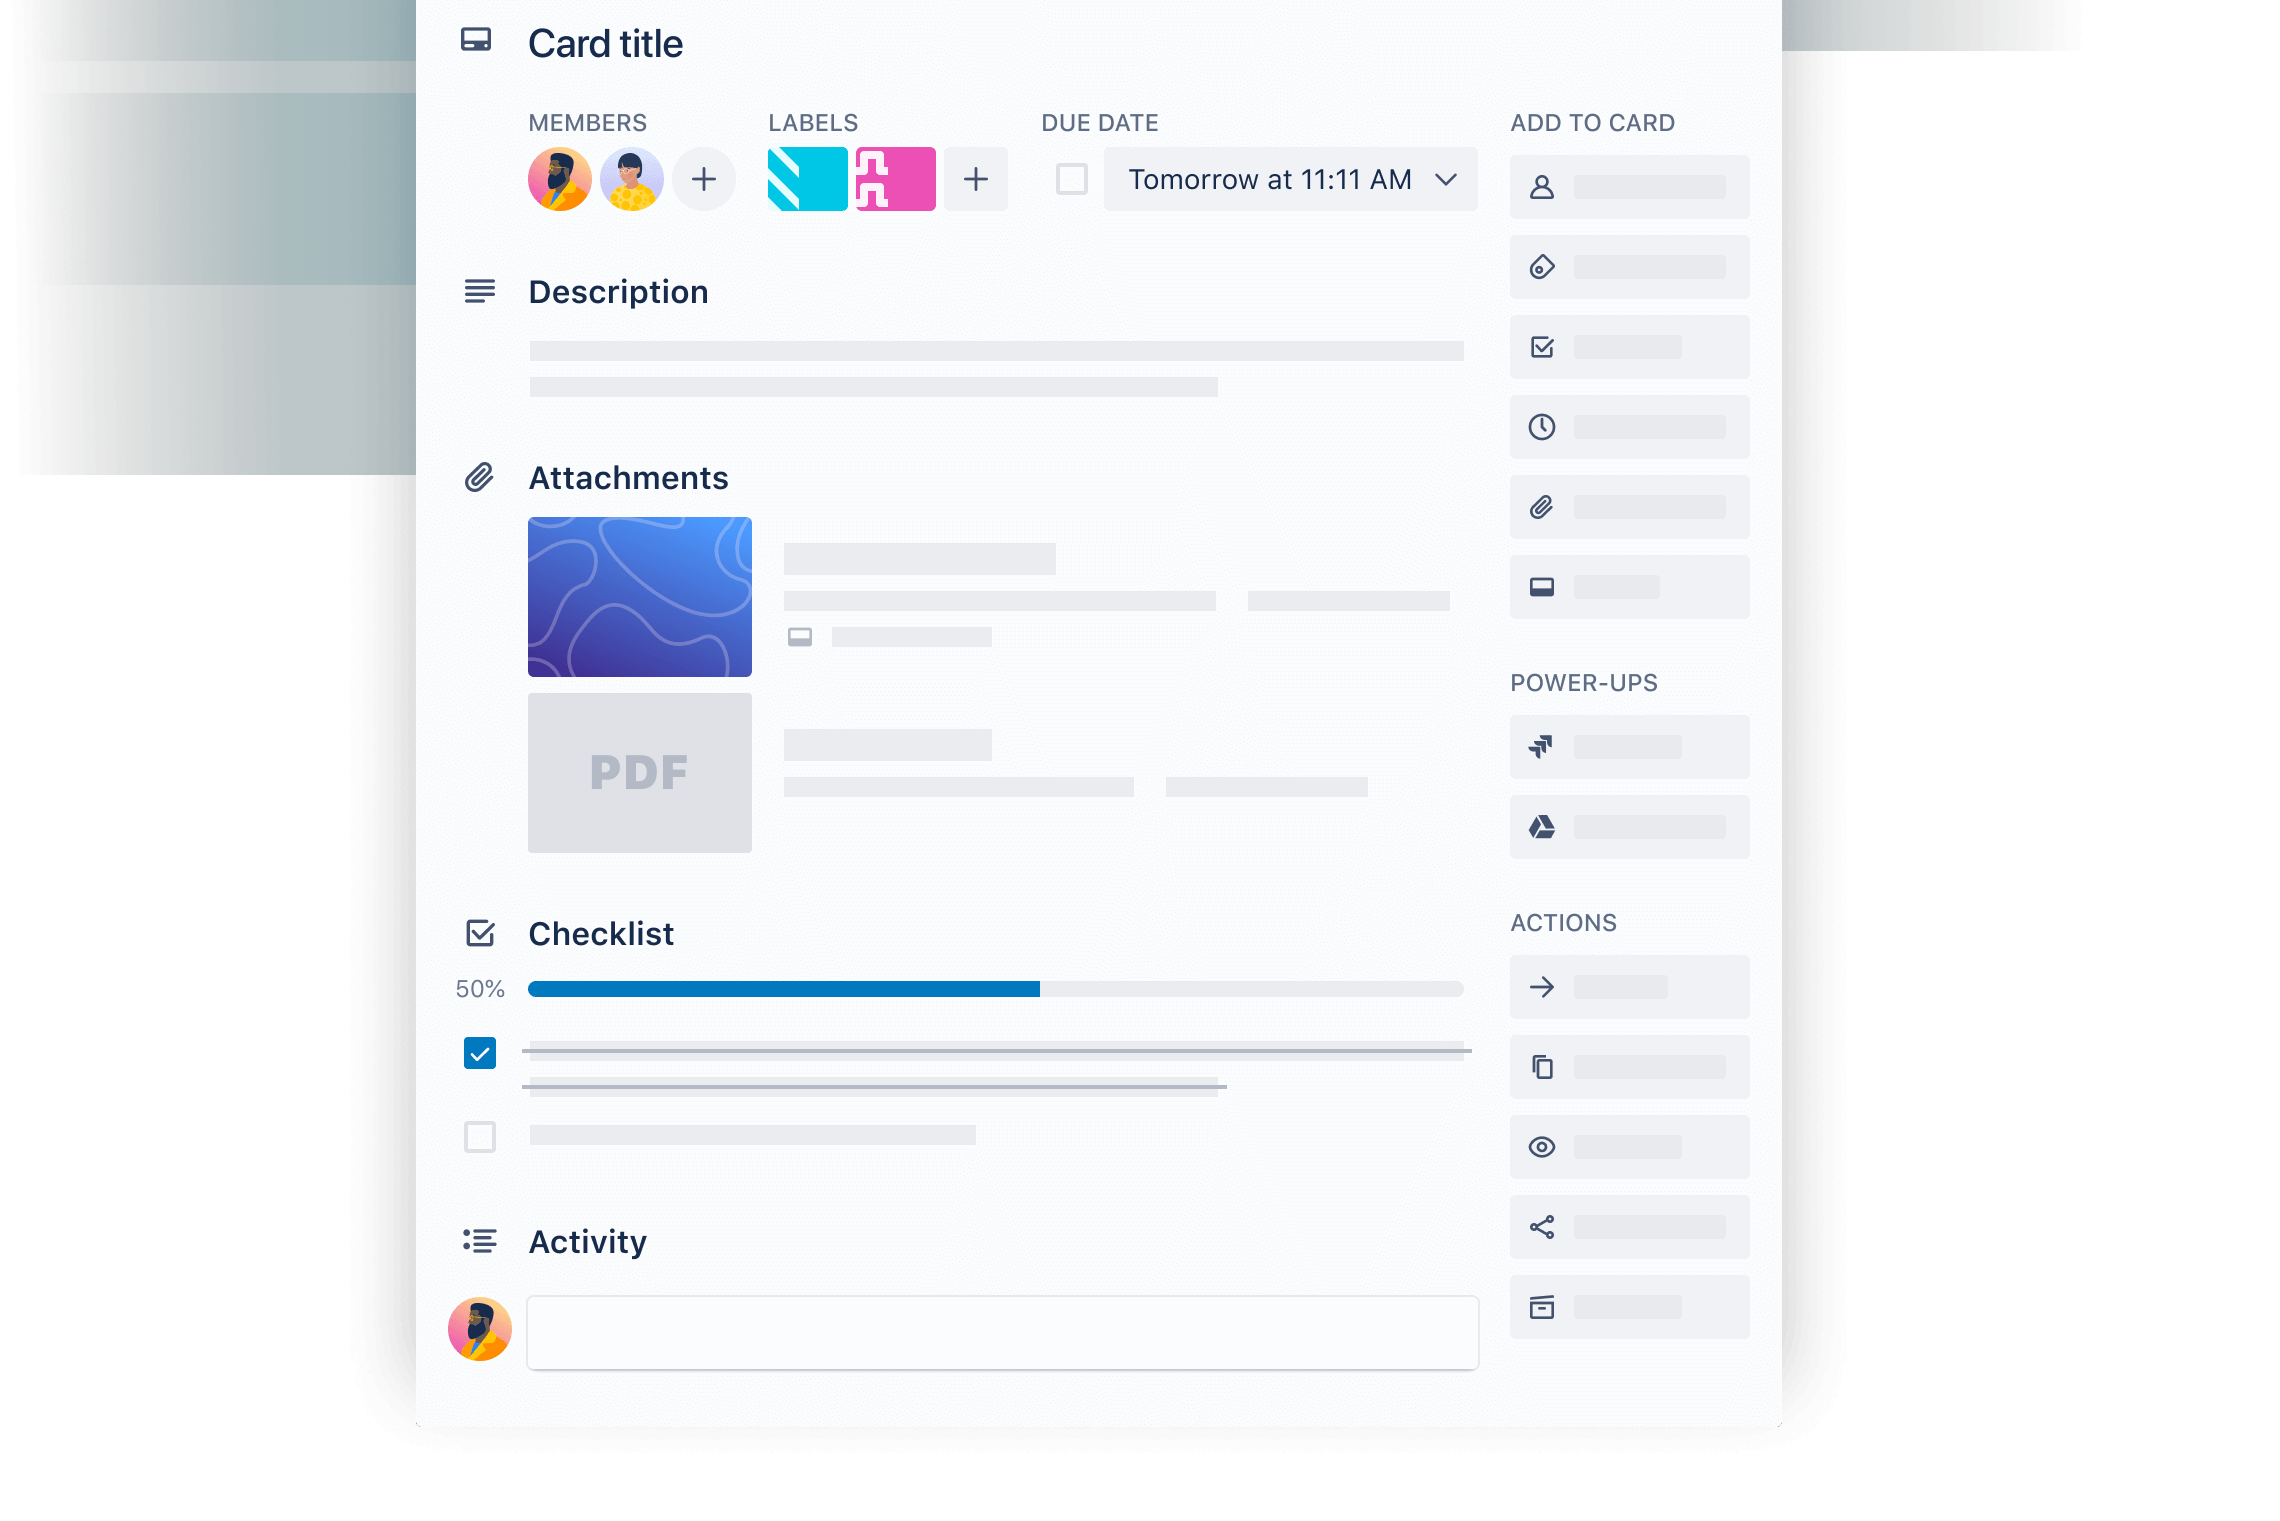 Card title
MEMBERS
LABELS
DUE DATE
Tomorrow at 11:11 AM
Description
Attachments
PDF
Checklist
50%
Activity
ADD TO CARD
POWER-UPS
ACTIONS